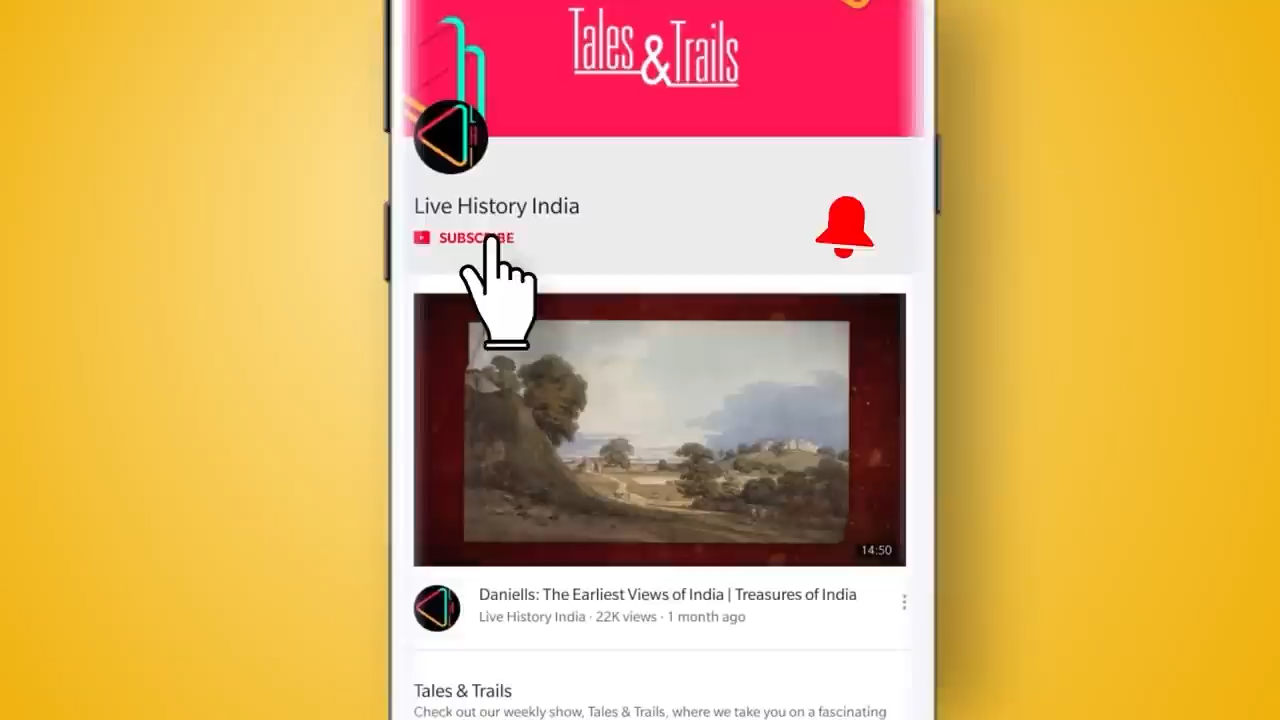 Tales & Trails
Live History India
SUBSCRIBE
14:50
Daniells: The Earliest Views of India | Treasures of India
Live History India · 22K views · 1 month ago
Tales & Trails
Check out our weekly show, Tales & Trails, where we take you on a fascinating